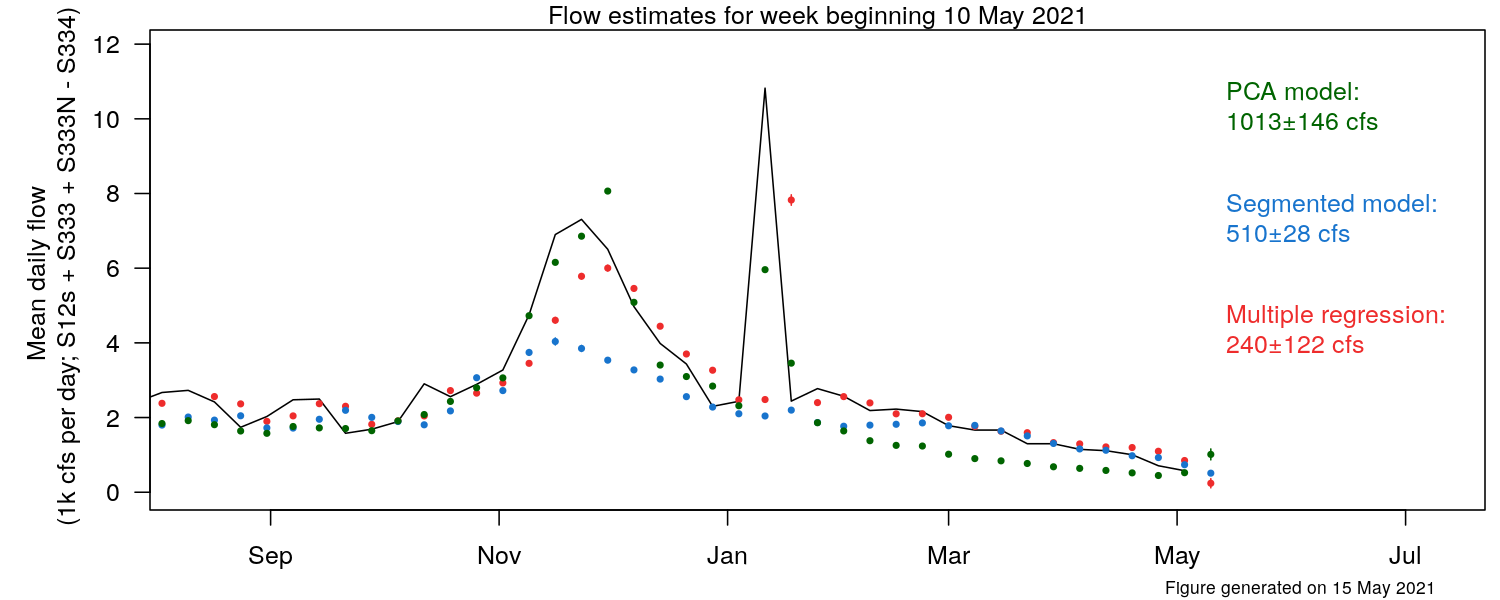 Flow estimates for week beginning 10 May 2021
Mean daily flow
(1k cfs per day; S12s + S333 + S333N - S334)
12
10
8
6
4
2
0
PCA model:
1013±146 cfs
Segmented model:
510±28 cfs
Multiple regression:
240±122 cfs
Sep Nov Jan Mar May Jul
Figure generated on 15 May 2021